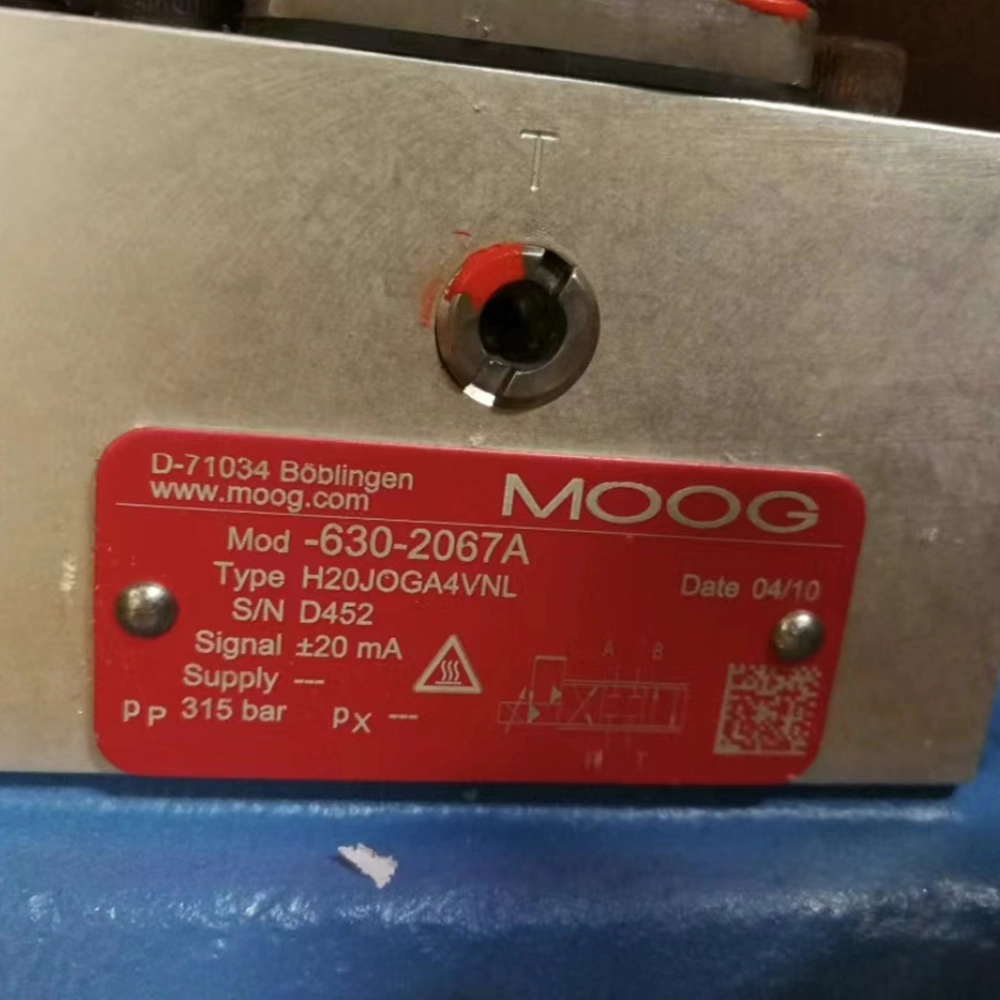 T
D-71034 Böblingen
www.moog.com
MOOG
Mod -630-2067A
Type H20JOGA4VNL
Date 04/10
S/N D452
Signal ±20 mA
Supply ---
pP 315 bar pX ---
A B
T